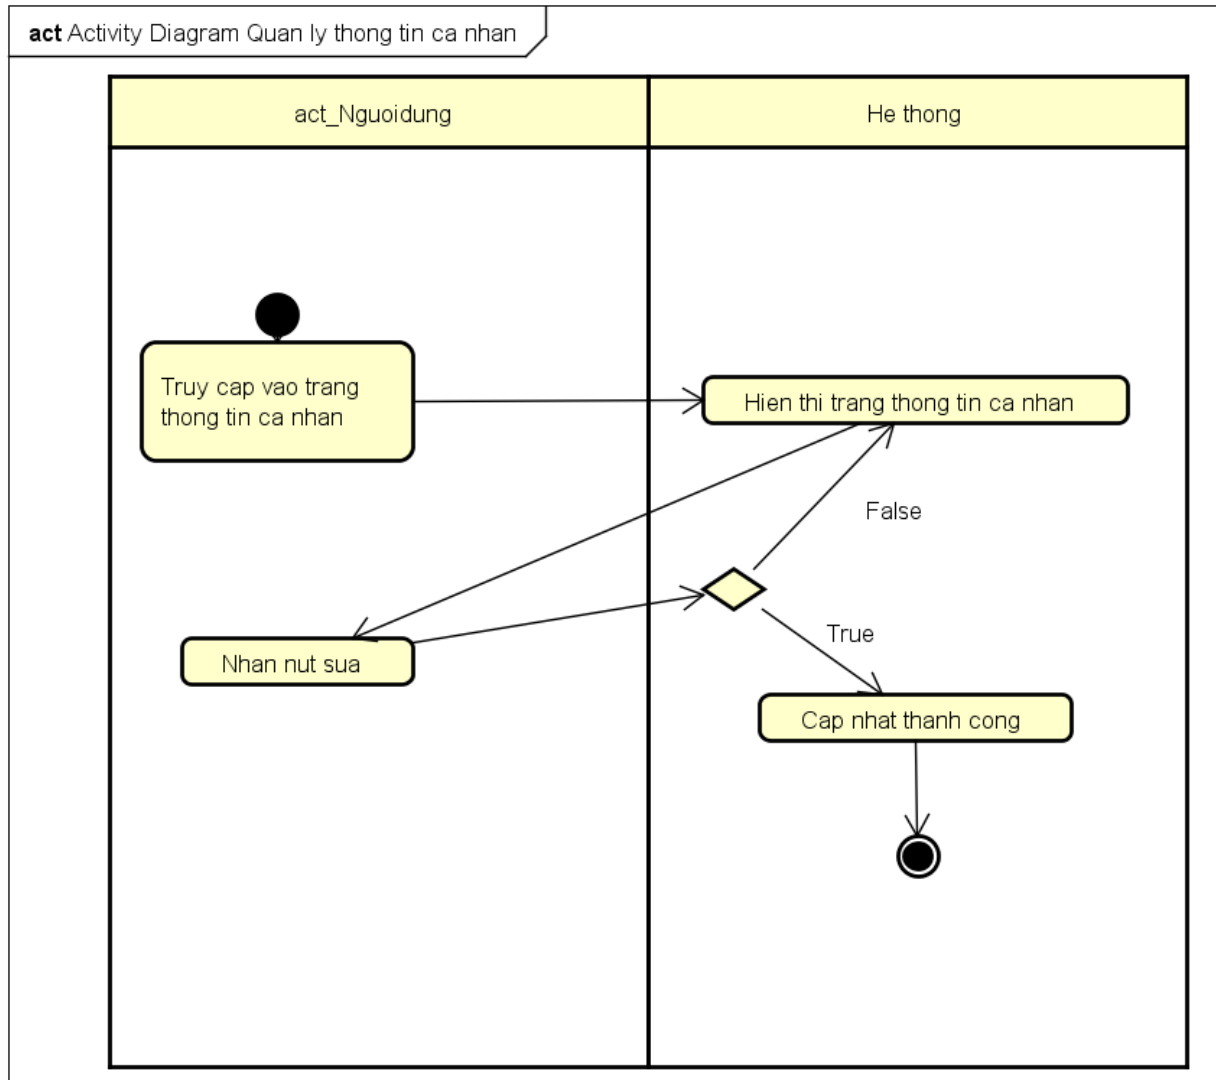 act Activity Diagram Quan ly thong tin ca nhan
act_Nguoidung
He thong
Truy cap vao trang
thong tin ca nhan
Hien thi trang thong tin ca nhan
False
True
Nhan nut sua
Cap nhat thanh cong